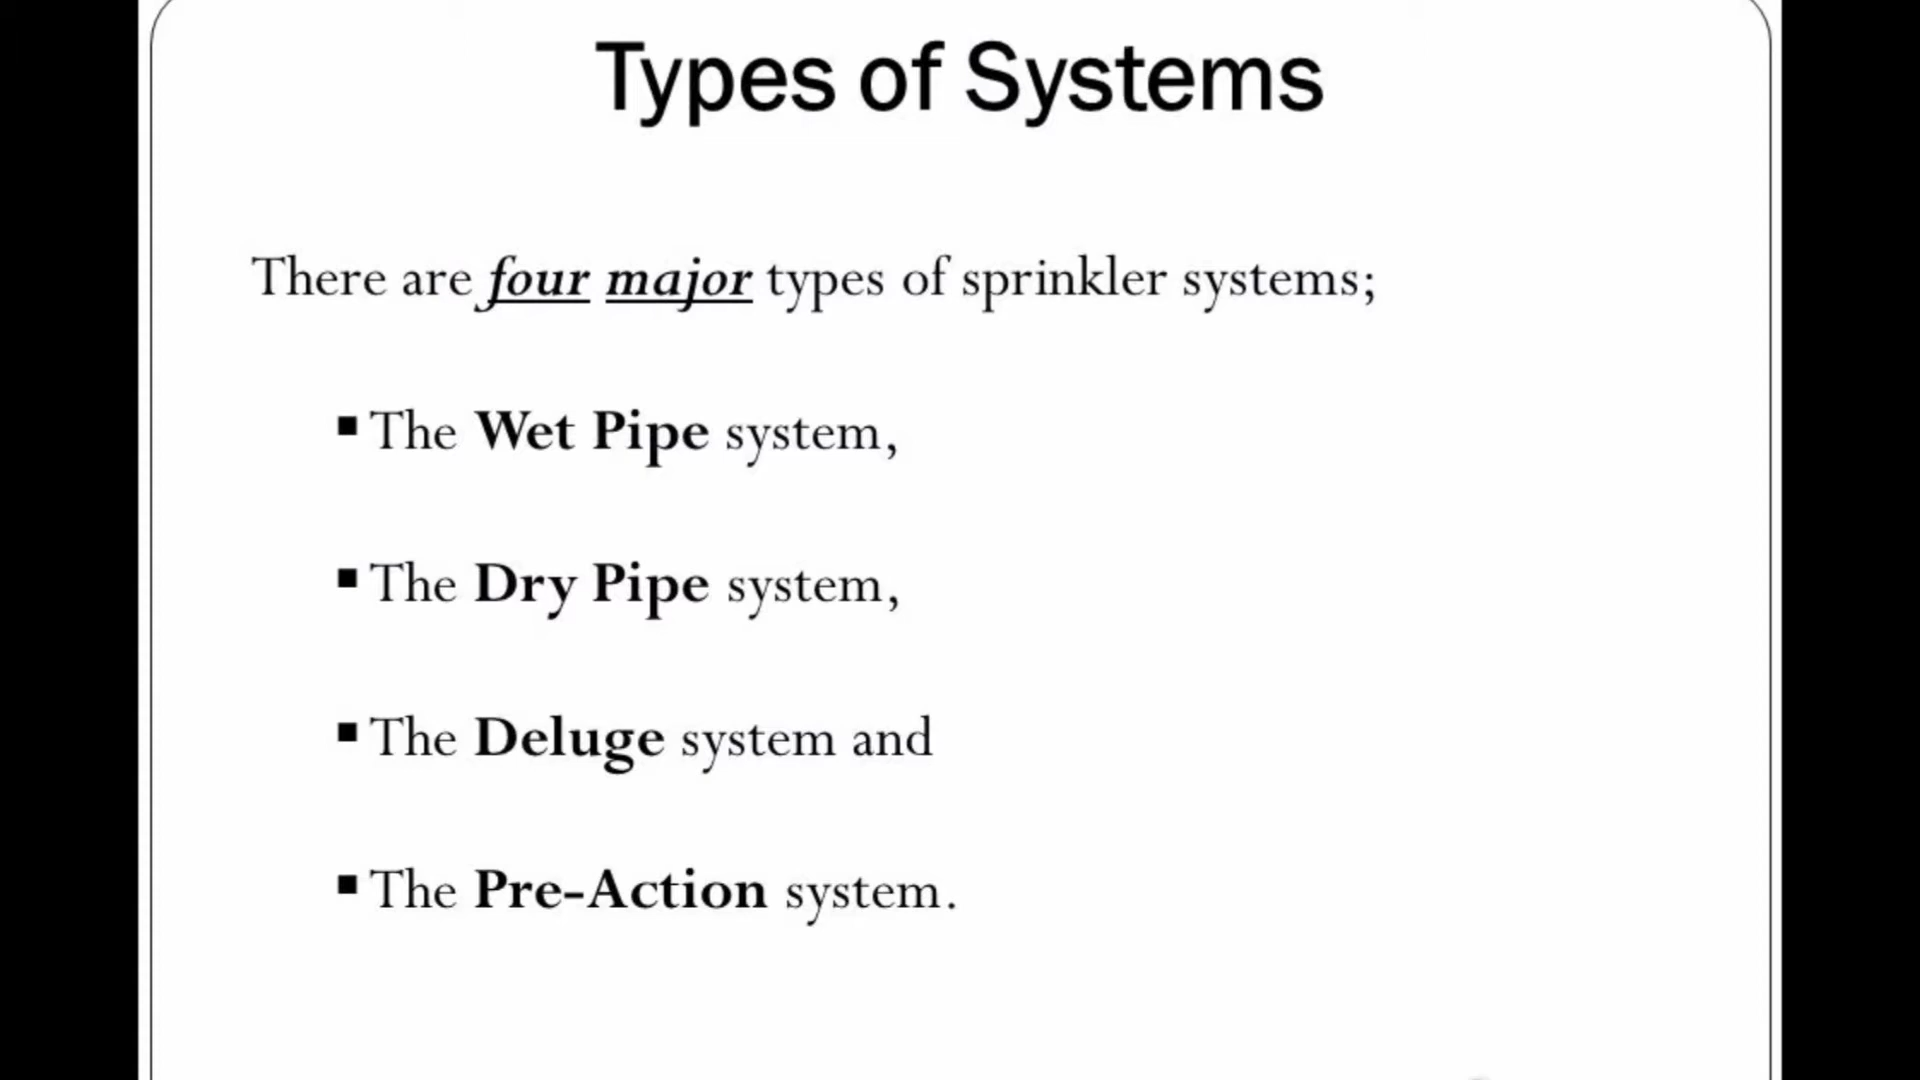 Types of Systems
There are four major types of sprinkler systems;
▪ The Wet Pipe system,
▪ The Dry Pipe system,
▪ The Deluge system and
▪ The Pre-Action system.